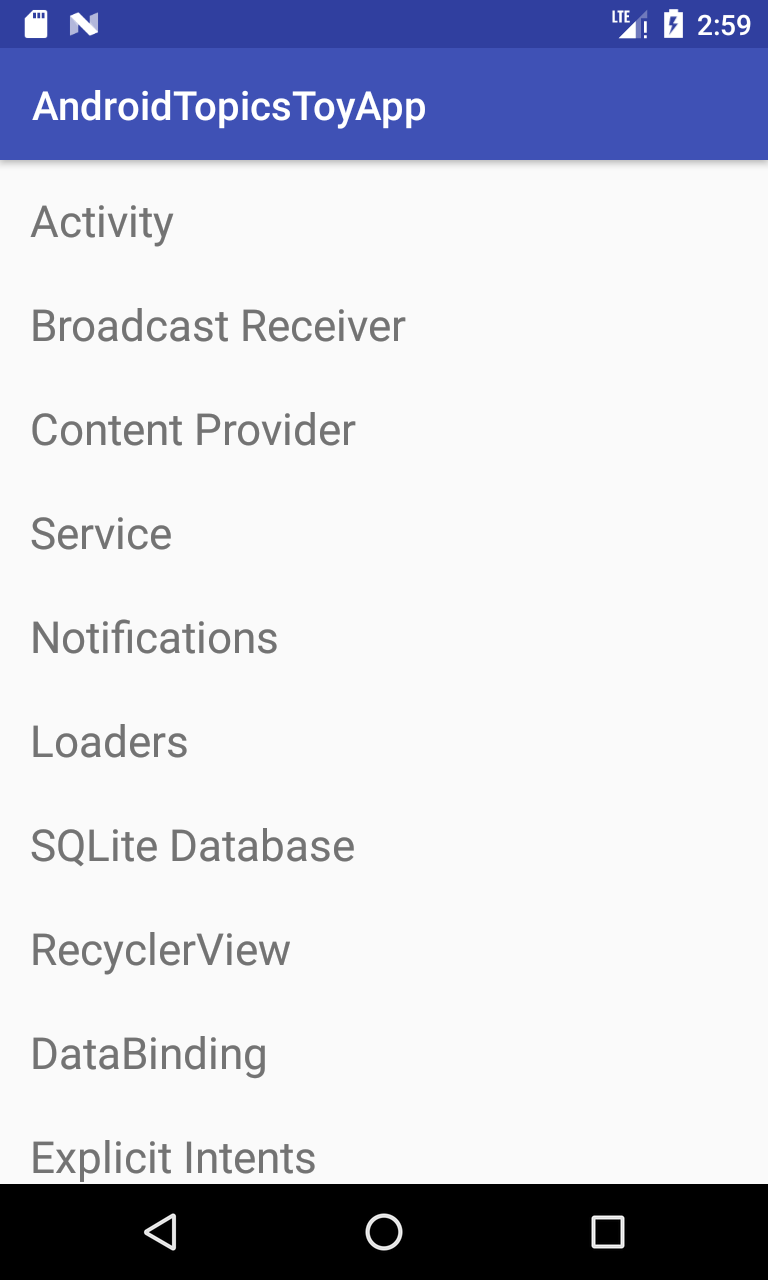 LTE 2:59
AndroidTopicsToyApp
Activity
Broadcast Receiver
Content Provider
Service
Notifications
Loaders
SQLite Database
RecyclerView
DataBinding
Explicit Intents